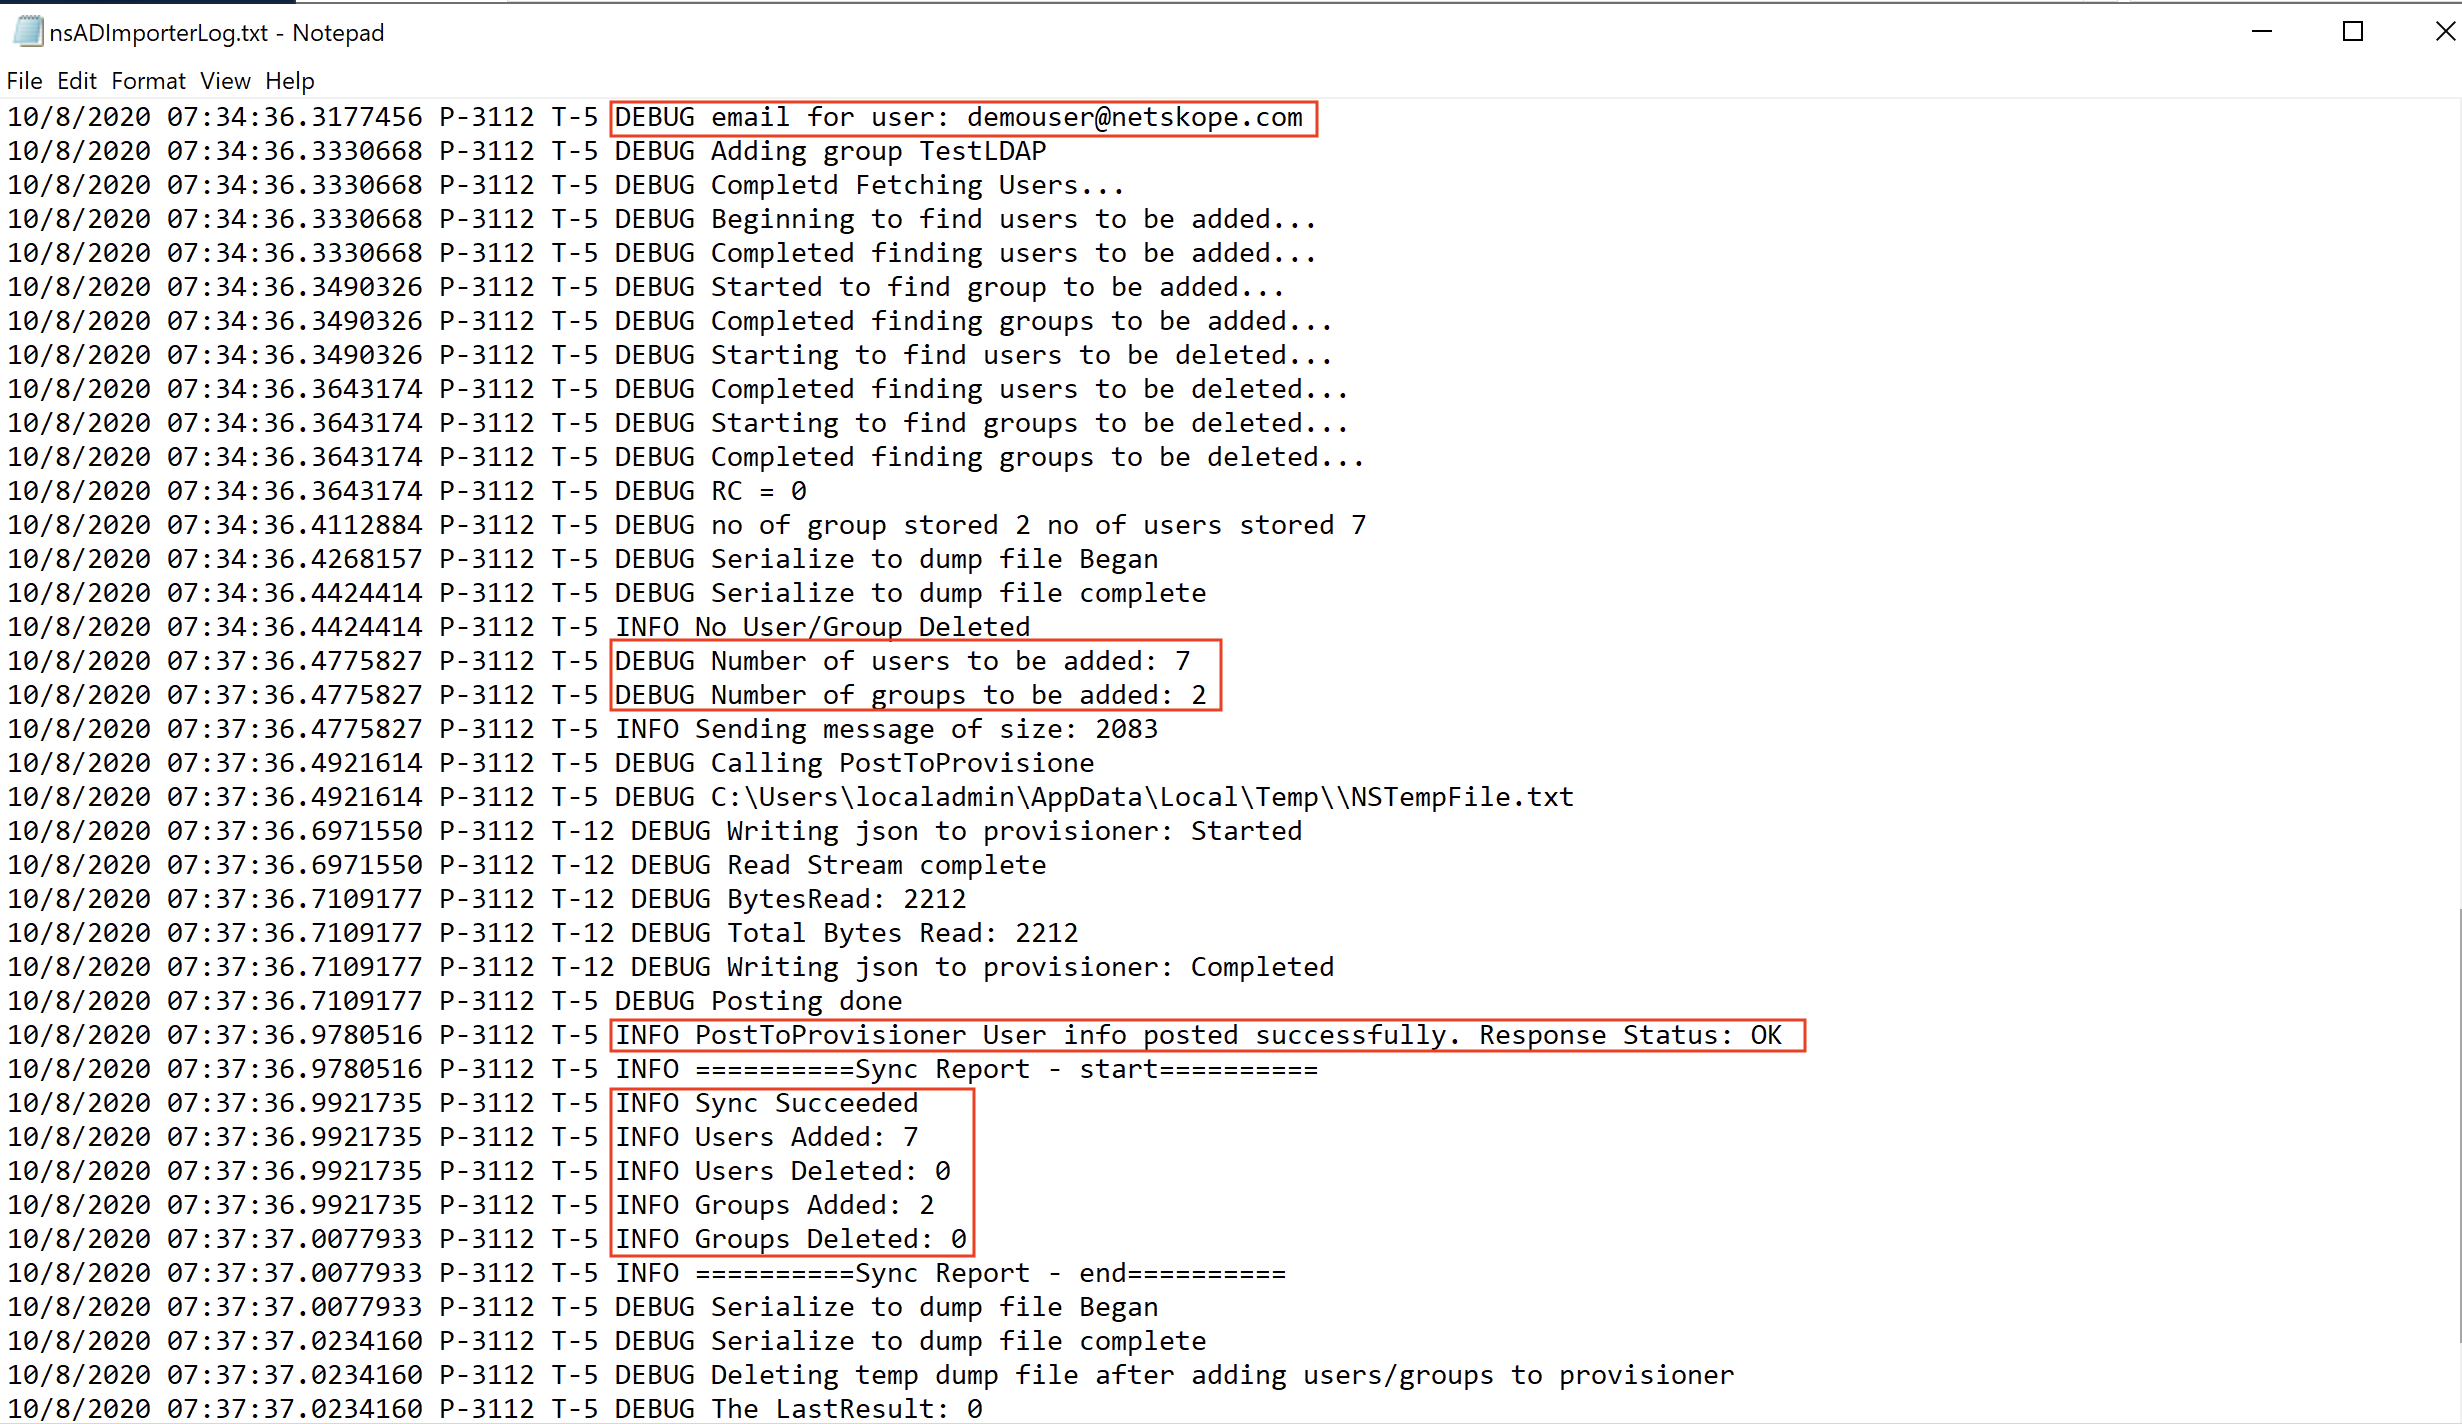 nsADImporterLog.txt - Notepad
File Edit Format View Help
10/8/2020 07:34:36.3177456 P-3112 T-5 DEBUG email for user: demouser@netskope.com
10/8/2020 07:34:36.3330668 P-3112 T-5 DEBUG Adding group TestLDAP
10/8/2020 07:34:36.3330668 P-3112 T-5 DEBUG Completd Fetching Users...
10/8/2020 07:34:36.3330668 P-3112 T-5 DEBUG Beginning to find users to be added...
10/8/2020 07:34:36.3330668 P-3112 T-5 DEBUG Completed finding users to be added...
10/8/2020 07:34:36.3490326 P-3112 T-5 DEBUG Started to find group to be added...
10/8/2020 07:34:36.3490326 P-3112 T-5 DEBUG Completed finding groups to be added...
10/8/2020 07:34:36.3490326 P-3112 T-5 DEBUG Starting to find users to be deleted...
10/8/2020 07:34:36.3643174 P-3112 T-5 DEBUG Completed finding users to be deleted...
10/8/2020 07:34:36.3643174 P-3112 T-5 DEBUG Starting to find groups to be deleted...
10/8/2020 07:34:36.3643174 P-3112 T-5 DEBUG Completed finding groups to be deleted...
10/8/2020 07:34:36.3643174 P-3112 T-5 DEBUG RC = 0
10/8/2020 07:34:36.4112884 P-3112 T-5 DEBUG no of group stored 2 no of users stored 7
10/8/2020 07:34:36.4268157 P-3112 T-5 DEBUG Serialize to dump file Began
10/8/2020 07:34:36.4424414 P-3112 T-5 DEBUG Serialize to dump file complete
10/8/2020 07:34:36.4424414 P-3112 T-5 INFO No User/Group Deleted
10/8/2020 07:37:36.4775827 P-3112 T-5 DEBUG Number of users to be added: 7
10/8/2020 07:37:36.4775827 P-3112 T-5 DEBUG Number of groups to be added: 2
10/8/2020 07:37:36.4775827 P-3112 T-5 INFO Sending message of size: 2083
10/8/2020 07:37:36.4921614 P-3112 T-5 DEBUG Calling PostToProvisione
10/8/2020 07:37:36.4921614 P-3112 T-5 DEBUG C:\Users\localadmin\AppData\Local\Temp\\NSTempFile.txt
10/8/2020 07:37:36.6971550 P-3112 T-12 DEBUG Writing json to provisioner: Started
10/8/2020 07:37:36.6971550 P-3112 T-12 DEBUG Read Stream complete
10/8/2020 07:37:36.7109177 P-3112 T-12 DEBUG BytesRead: 2212
10/8/2020 07:37:36.7109177 P-3112 T-12 DEBUG Total Bytes Read: 2212
10/8/2020 07:37:36.7109177 P-3112 T-12 DEBUG Writing json to provisioner: Completed
10/8/2020 07:37:36.7109177 P-3112 T-5 DEBUG Posting done
10/8/2020 07:37:36.9780516 P-3112 T-5 INFO PostToProvisioner User info posted successfully. Response Status: OK
10/8/2020 07:37:36.9780516 P-3112 T-5 INFO ==========Sync Report - start==========
10/8/2020 07:37:36.9921735 P-3112 T-5 INFO Sync Succeeded
10/8/2020 07:37:36.9921735 P-3112 T-5 INFO Users Added: 7
10/8/2020 07:37:36.9921735 P-3112 T-5 INFO Users Deleted: 0
10/8/2020 07:37:36.9921735 P-3112 T-5 INFO Groups Added: 2
10/8/2020 07:37:37.0077933 P-3112 T-5 INFO Groups Deleted: 0
10/8/2020 07:37:37.0077933 P-3112 T-5 INFO ==========Sync Report - end==========
10/8/2020 07:37:37.0077933 P-3112 T-5 DEBUG Serialize to dump file Began
10/8/2020 07:37:37.0234160 P-3112 T-5 DEBUG Serialize to dump file complete
10/8/2020 07:37:37.0234160 P-3112 T-5 DEBUG Deleting temp dump file after adding users/groups to provisioner
10/8/2020 07:37:37.0234160 P-3112 T-5 DEBUG The LastResult: 0